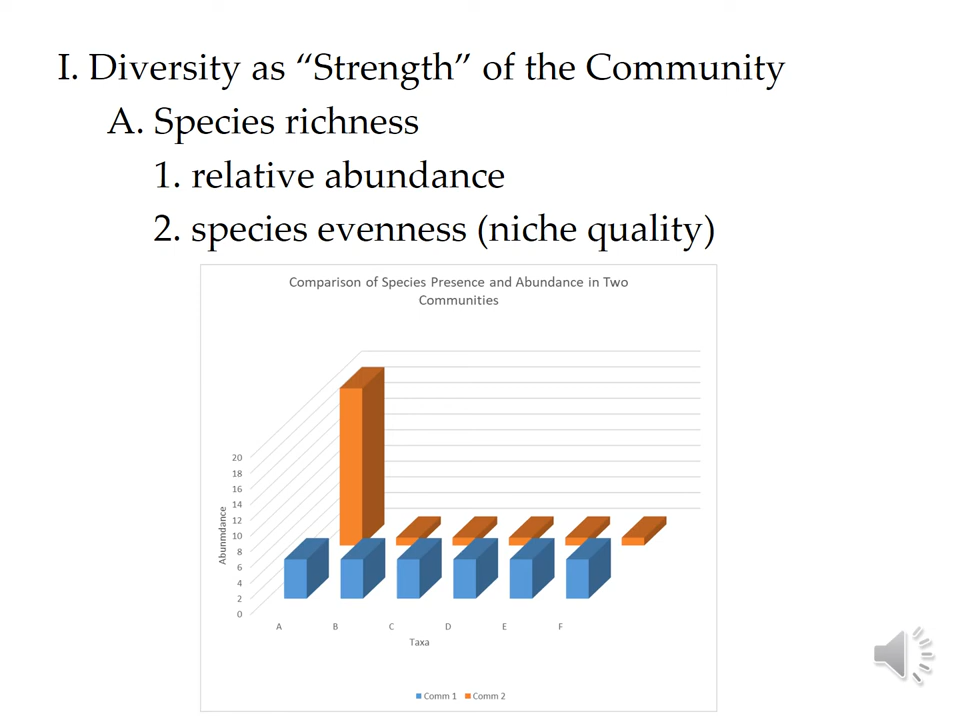 I. Diversity as “Strength” of the Community
A. Species richness
1. relative abundance
2. species evenness (niche quality)
Comparison of Species Presence and Abundance in Two
Communities
20
18
16
14
12
10
8
6
4
2
0
Abunmdance
A B C D E F
Taxa
Comm 1 Comm 2